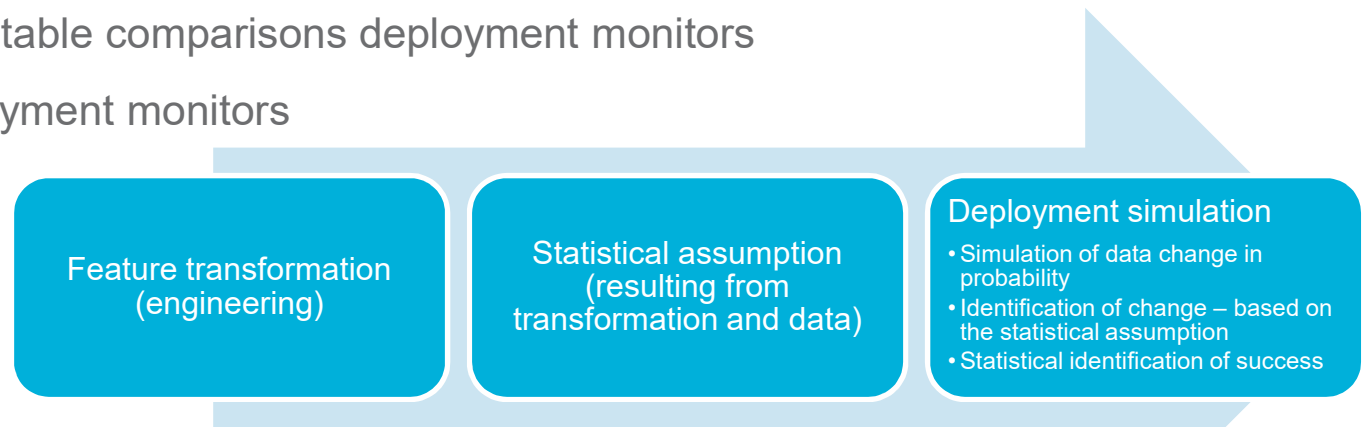 table comparisons deployment monitors
yment monitors
Feature transformation
(engineering)
Statistical assumption
(resulting from
transformation and data)
Deployment simulation
• Simulation of data change in
probability
• Identification of change – based on
the statistical assumption
• Statistical identification of success